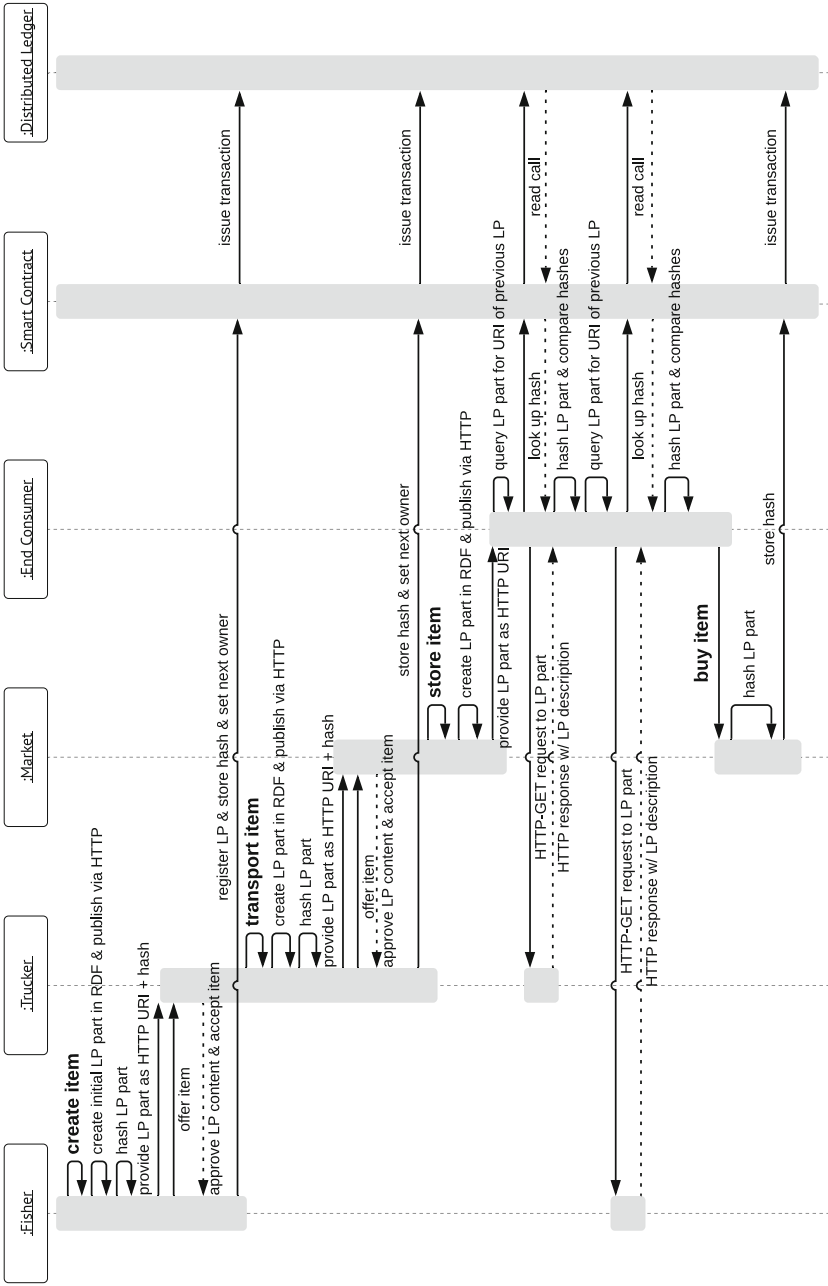 :Fisher
:Trucker
:Market
:End Consumer
:Smart Contract
:Distributed Ledger
create item
create initial LP part in RDF & publish via HTTP
hash LP part
provide LP part as HTTP URI + hash
offer item
approve LP content & accept item
register LP & store hash & set next owner
issue transaction
transport item
create LP part in RDF & publish via HTTP
hash LP part
provide LP part as HTTP URI + hash
offer item
approve LP content & accept item
store hash & set next owner
issue transaction
store item
create LP part in RDF & publish via HTTP
provide LP part as HTTP URI
query LP part for URI of previous LP
look up hash
read call
HTTP-GET request to LP part
HTTP response w/ LP description
hash LP part & compare hashes
query LP part for URI of previous LP
HTTP-GET request to LP part
look up hash
read call
HTTP response w/ LP description
hash LP part & compare hashes
buy item
hash LP part
store hash
issue transaction